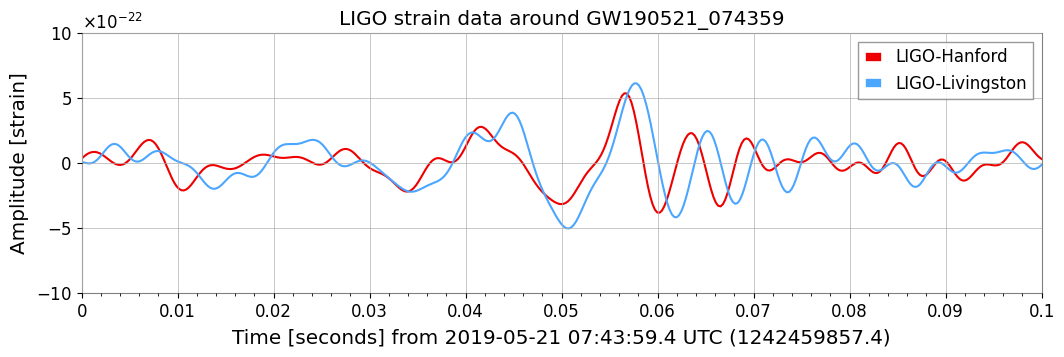 LIGO strain data around GW190521_074359
×10⁻²²
Amplitude [strain]
10
5
0
−5
−10
LIGO-Hanford
LIGO-Livingston
0 0.01 0.02 0.03 0.04 0.05 0.06 0.07 0.08 0.09 0.1
Time [seconds] from 2019-05-21 07:43:59.4 UTC (1242459857.4)